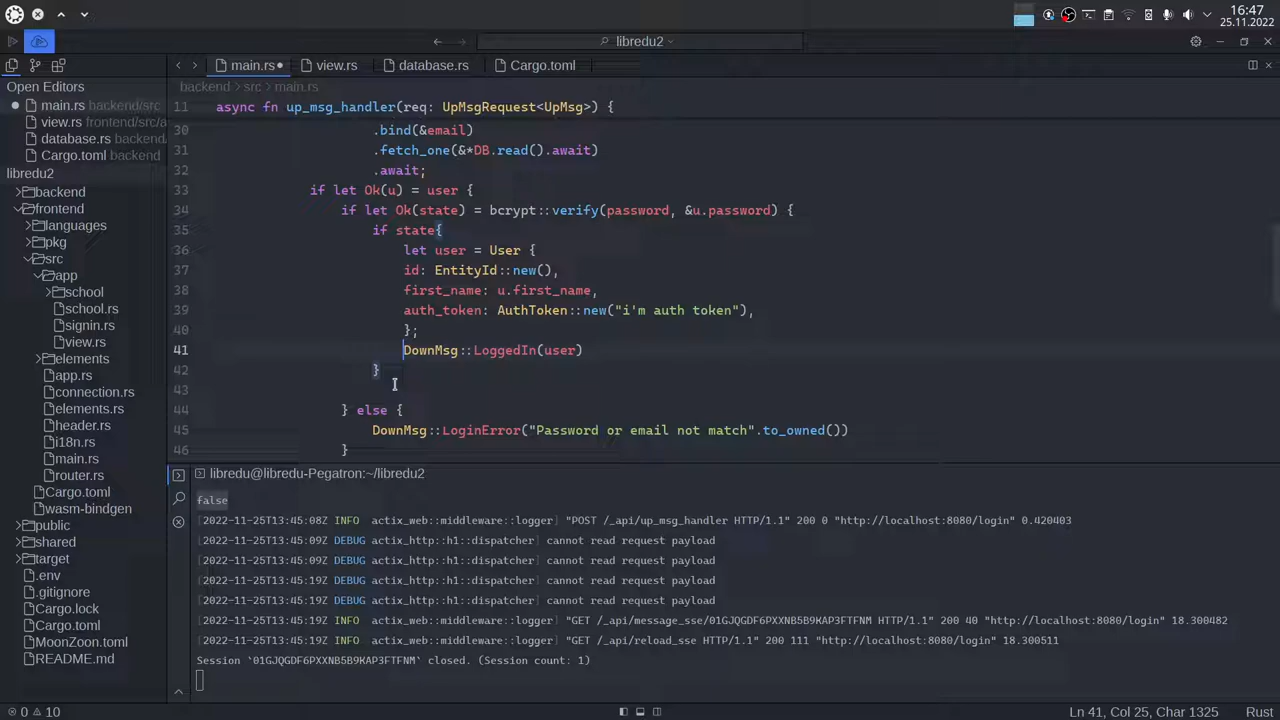 16:47
25.11.2022
libredu2
main.rs
view.rs
database.rs
Cargo.toml
Open Editors
main.rs backend/src
view.rs frontend/src/a
database.rs backend/
Cargo.toml backend
libredu2
backend
frontend
languages
pkg
src
app
school
school.rs
signin.rs
view.rs
elements
app.rs
connection.rs
elements.rs
header.rs
i18n.rs
main.rs
router.rs
Cargo.toml
wasm-bindgen
public
shared
target
.env
.gitignore
Cargo.lock
Cargo.toml
MoonZoon.toml
README.md
backend > src > main.rs
11 async fn up_msg_handler(req: UpMsgRequest<UpMsg>) {
30 .bind(&email)
31 .fetch_one(&*DB.read().await)
32 .await;
33 if let Ok(u) = user {
34 if let Ok(state) = bcrypt::verify(password, &u.password) {
35 if state{
36 let user = User {
37 id: EntityId::new(),
38 first_name: u.first_name,
39 auth_token: AuthToken::new("i'm auth token"),
40 };
41 DownMsg::LoggedIn(user)
42 }
43
44 } else {
45 DownMsg::LoginError("Password or email not match".to_owned())
46 }
libredu@libredu-Pegatron:~/libredu2
false
[2022-11-25T13:45:08Z INFO  actix_web::middleware::logger] "POST /_api/up_msg_handler HTTP/1.1" 200 0 "http://localhost:8080/login" 0.420403
[2022-11-25T13:45:09Z DEBUG actix_http::h1::dispatcher] cannot read request payload
[2022-11-25T13:45:09Z DEBUG actix_http::h1::dispatcher] cannot read request payload
[2022-11-25T13:45:19Z DEBUG actix_http::h1::dispatcher] cannot read request payload
[2022-11-25T13:45:19Z DEBUG actix_http::h1::dispatcher] cannot read request payload
[2022-11-25T13:45:19Z INFO  actix_web::middleware::logger] "GET /_api/message_sse/01GJQGDF6PXXNB5B9KAP3FTFNM HTTP/1.1" 200 40 "http://localhost:8080/login" 18.300482
[2022-11-25T13:45:19Z INFO  actix_web::middleware::logger] "GET /_api/reload_sse HTTP/1.1" 200 111 "http://localhost:8080/login" 18.300511
Session `01GJQGDF6PXXNB5B9KAP3FTFNM` closed. (Session count: 1)
0 10
Ln 41, Col 25, Char 1325
Rust